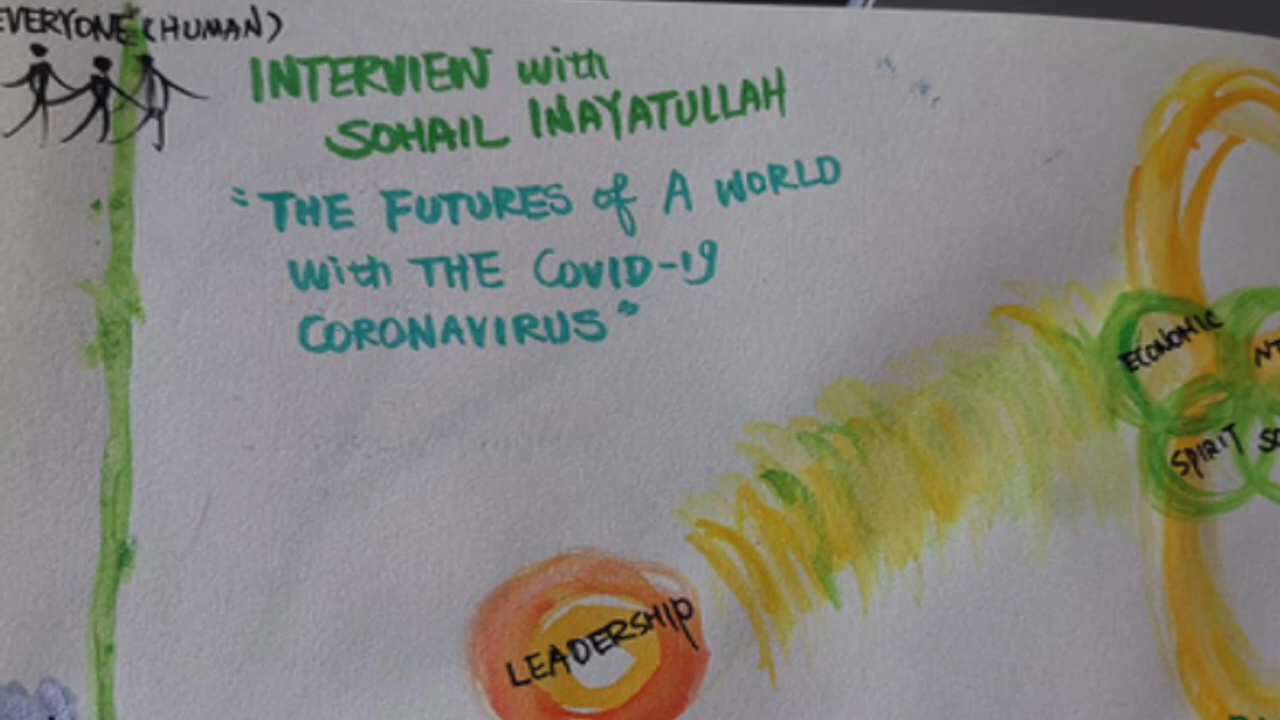 EVERYONE (HUMAN)
INTERVIEW with
SOHAIL INAYATULLAH
"THE FUTURES of A WORLD
with THE COVID-19
CORONAVIRUS"
ECONOMIC
SPIRIT
LEADERSHIP